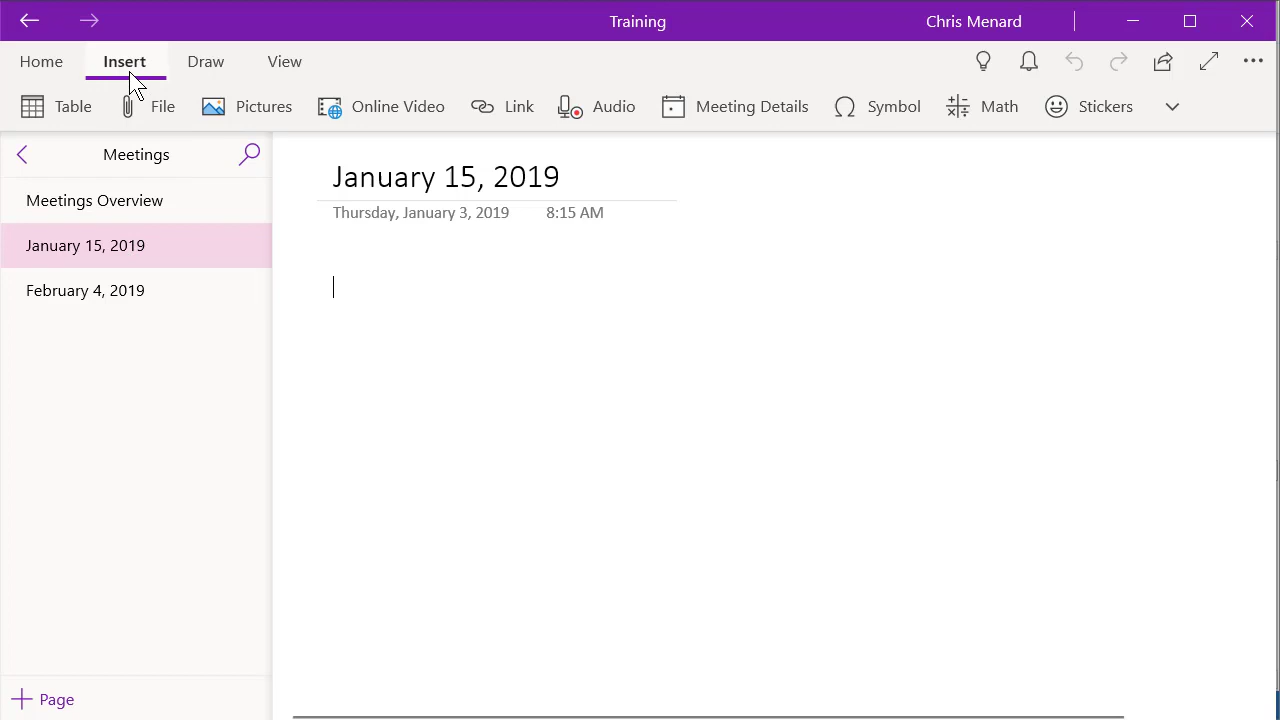 Training
Chris Menard
Home Insert Draw View
Table File Pictures Online Video Link Audio Meeting Details Symbol Math Stickers
Meetings
Meetings Overview
January 15, 2019
February 4, 2019
Page
January 15, 2019
Thursday, January 3, 2019 8:15 AM